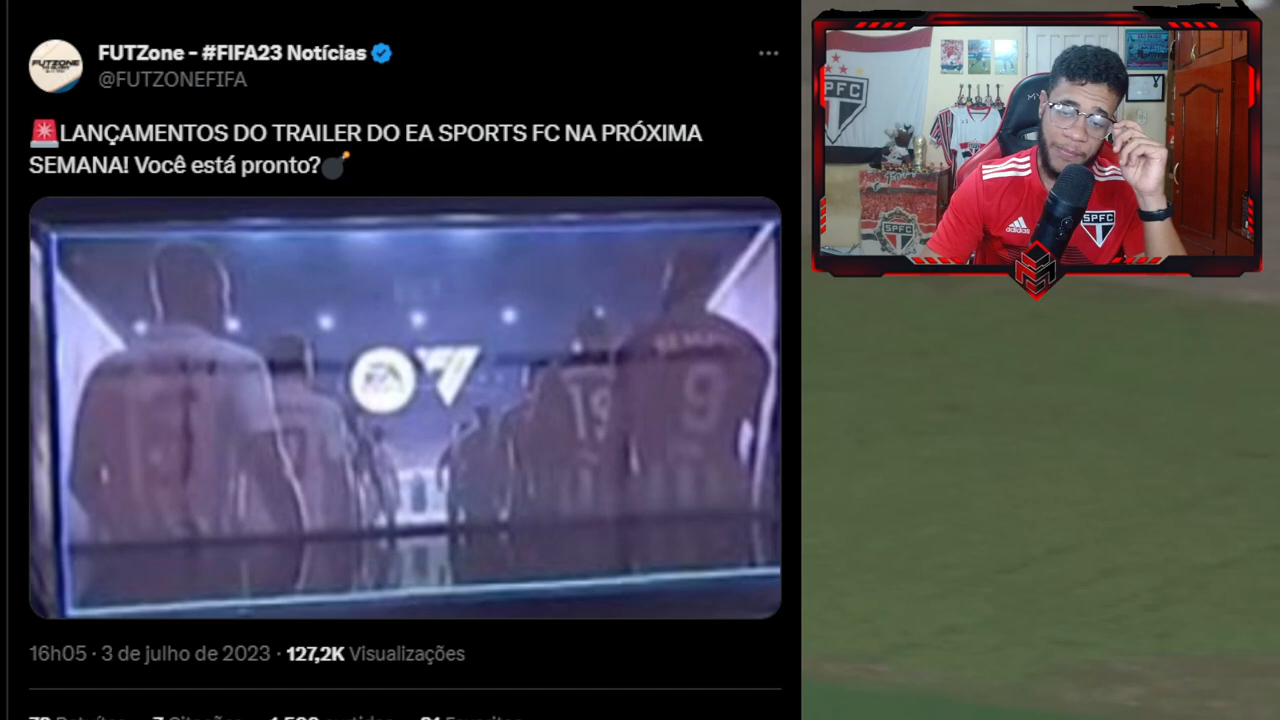 FUTZone - #FIFA23 Notícias
@FUTZONEFIFA
🚨LANÇAMENTOS DO TRAILER DO EA SPORTS FC NA PRÓXIMA
SEMANA! Você está pronto?💣
EA
19
9
16h05 · 3 de julho de 2023 · 127,2K Visualizações
SPFC
adidas
SPFC
SPFC